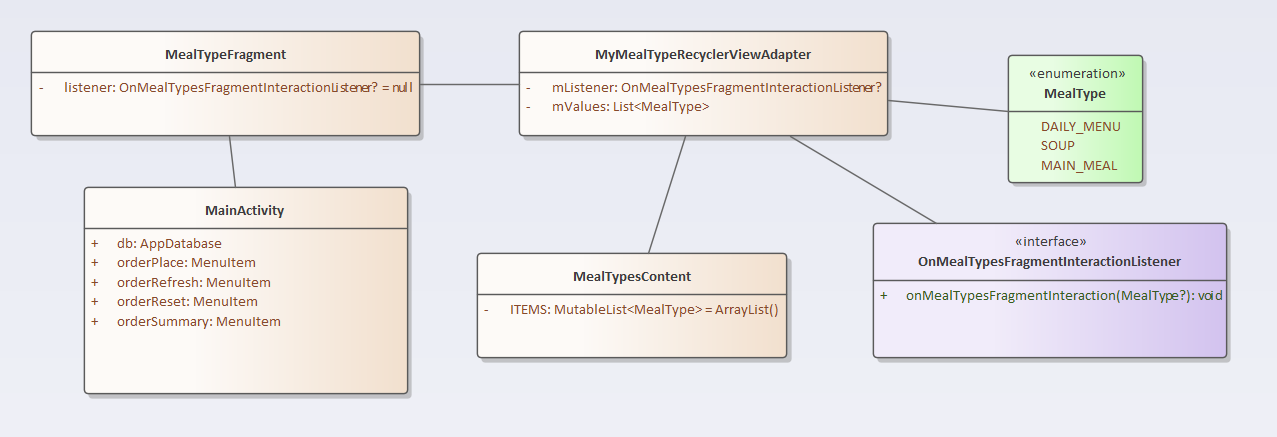 MealTypeFragment
- listener: OnMealTypesFragmentInteractionListener? = null
MyMealTypeRecyclerViewAdapter
- mListener: OnMealTypesFragmentInteractionListener?
- mValues: List<MealType>
«enumeration»
MealType
DAILY_MENU
SOUP
MAIN_MEAL
MainActivity
+ db: AppDatabase
+ orderPlace: MenuItem
+ orderRefresh: MenuItem
+ orderReset: MenuItem
+ orderSummary: MenuItem
MealTypesContent
- ITEMS: MutableList<MealType> = ArrayList()
«interface»
OnMealTypesFragmentInteractionListener
+ onMealTypesFragmentInteraction(MealType?): void